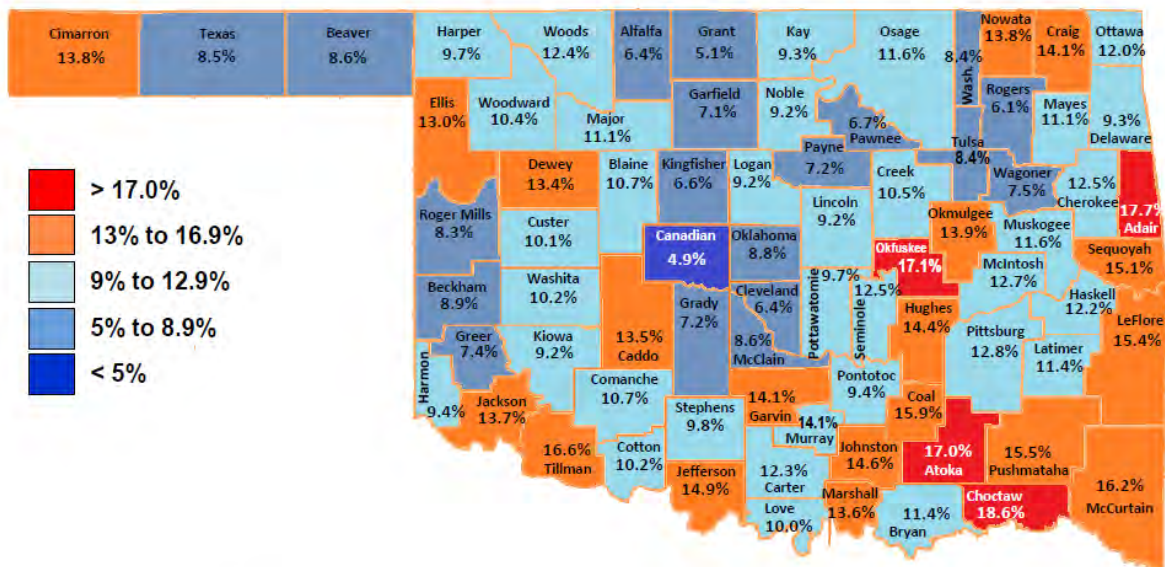 Cimarron
13.8%
Texas
8.5%
Beaver
8.6%
Harper
9.7%
Woods
12.4%
Alfalfa
6.4%
Grant
5.1%
Kay
9.3%
Osage
11.6%
8.4%
Wash.
Nowata
13.8%
Craig
14.1%
Ottawa
12.0%
Ellis
13.0%
Woodward
10.4%
Major
11.1%
Garfield
7.1%
Noble
9.2%
6.7%
Pawnee
Rogers
6.1%
Mayes
11.1%
9.3%
Delaware
Dewey
13.4%
Blaine
10.7%
Kingfisher
6.6%
Logan
9.2%
Payne
7.2%
Creek
10.5%
Tulsa
8.4%
Wagoner
7.5%
12.5%
Cherokee
17.7%
Adair
> 17.0%
13% to 16.9%
9% to 12.9%
5% to 8.9%
< 5%
Roger Mills
8.3%
Custer
10.1%
Canadian
4.9%
Oklahoma
8.8%
Lincoln
9.2%
Okfuskee
17.1%
Okmulgee
13.9%
Muskogee
11.6%
Sequoyah
15.1%
Beckham
8.9%
Washita
10.2%
13.5%
Caddo
Grady
7.2%
Cleveland
6.4%
8.6%
McClain
9.7%
Pottawatomie
12.5%
Seminole
Hughes
14.4%
McIntosh
12.7%
Haskell
12.2%
LeFlore
15.4%
Greer
7.4%
Kiowa
9.2%
Pittsburg
12.8%
Latimer
11.4%
Harmon
9.4%
Jackson
13.7%
Comanche
10.7%
Stephens
9.8%
14.1%
Garvin
Pontotoc
9.4%
Coal
15.9%
16.6%
Tillman
Cotton
10.2%
Jefferson
14.9%
14.1%
Murray
12.3%
Carter
Johnston
14.6%
17.0%
Atoka
15.5%
Pushmataha
16.2%
McCurtain
Love
10.0%
Marshall
13.6%
11.4%
Bryan
Choctaw
18.6%